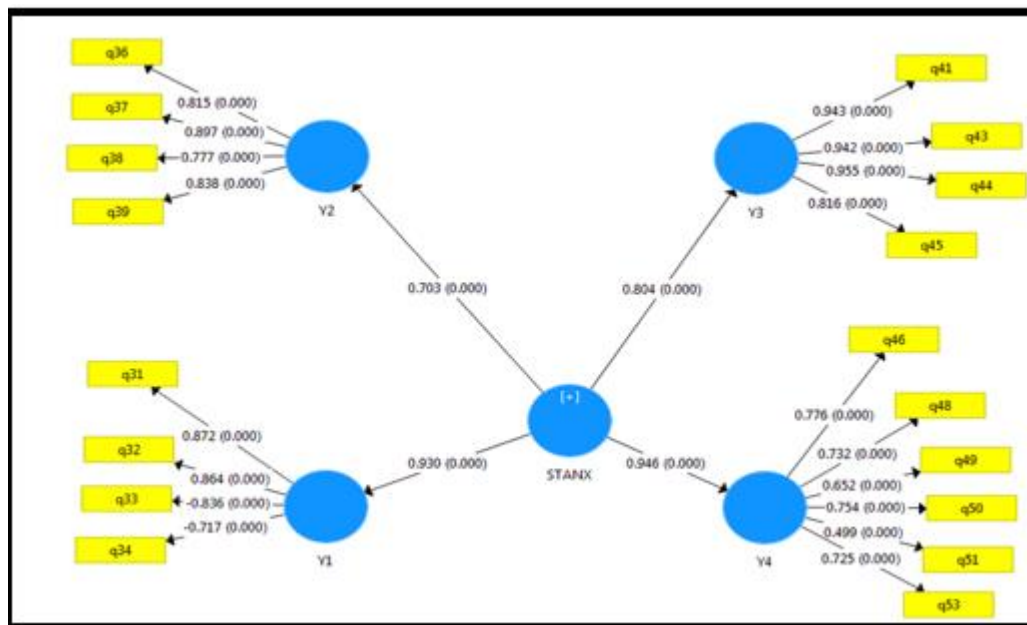 q36
0.815 (0.000)
q37
0.897 (0.000)
q38
0.777 (0.000)
0.838 (0.000)
q39
Y2
q41
0.943 (0.000)
q43
0.942 (0.000)
0.955 (0.000)
q44
0.816 (0.000)
q45
Y3
0.703 (0.000)
0.804 (0.000)
q31
0.872 (0.000)
q32
0.864 (0.000)
q33
-0.836 (0.000)
-0.717 (0.000)
q34
Y1
0.930 (0.000)
[+]
STANX
0.946 (0.000)
q46
0.776 (0.000)
q48
0.732 (0.000)
q49
0.652 (0.000)
0.754 (0.000)
q50
0.499 (0.000)
q51
0.725 (0.000)
q53
Y4